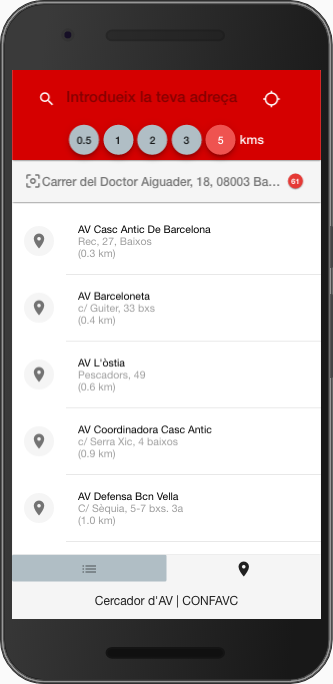 Introdueix la teva adreça
0.5 1 2 3 5 kms
Carrer del Doctor Aiguader, 18, 08003 Ba... 61
AV Casc Antic De Barcelona
Rec, 27, Baixos
(0.3 km)
AV Barceloneta
c/ Guiter, 33 bxs
(0.4 km)
AV L'òstia
Pescadors, 49
(0.6 km)
AV Coordinadora Casc Antic
c/ Serra Xic, 4 baixos
(0.9 km)
AV Defensa Bcn Vella
C/ Sèquia, 5-7 bxs. 3a
(1.0 km)
Cercador d'AV | CONFAVC